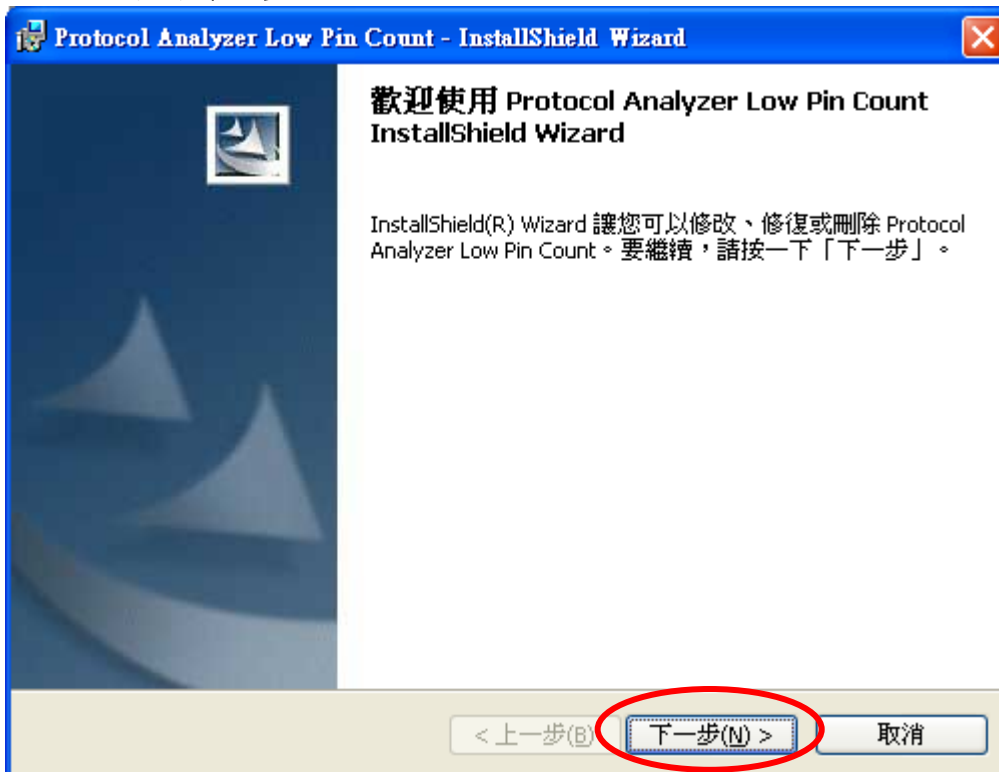 Protocol Analyzer Low Pin Count - InstallShield Wizard
歡迎使用 Protocol Analyzer Low Pin Count
InstallShield Wizard
InstallShield(R) Wizard 讓您可以修改、修復或刪除 Protocol
Analyzer Low Pin Count。要繼續，請按一下「下一步」。
< 上一步(B) 下一步(N) > 取消